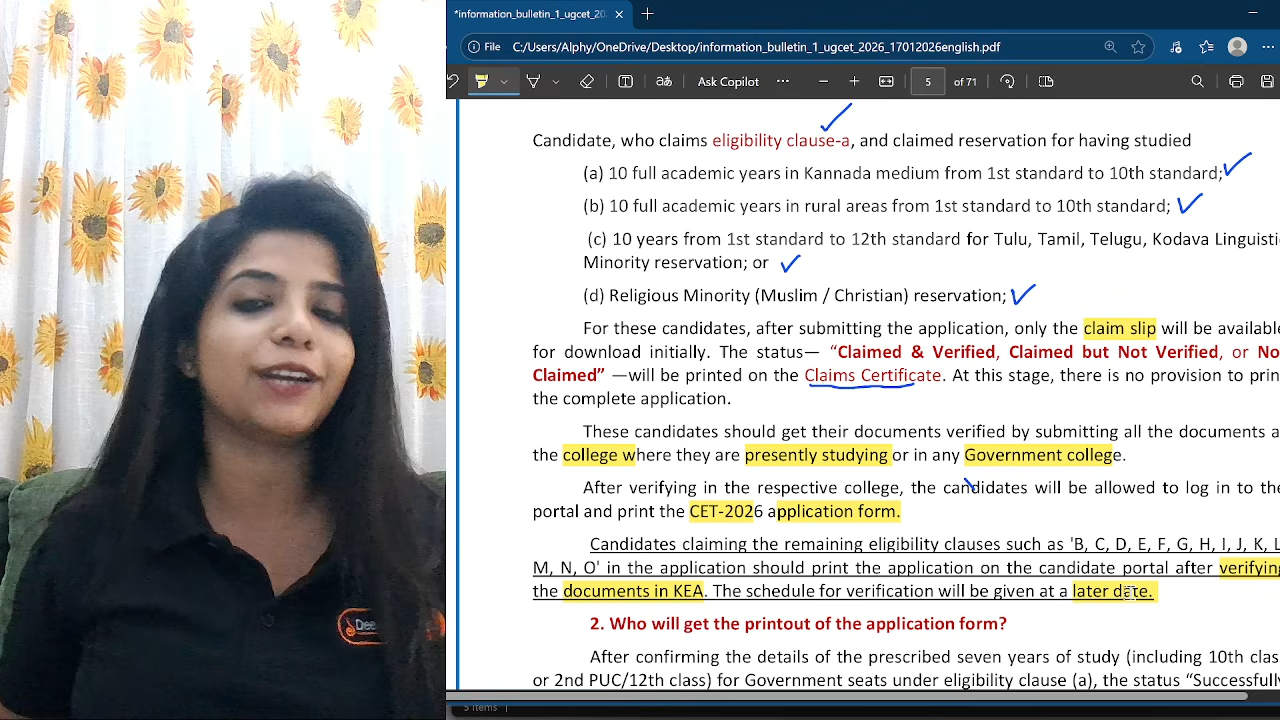 *information_bulletin_1_ugcet_20
File C:/Users/Alphy/OneDrive/Desktop/information_bulletin_1_ugcet_2026_17012026english.pdf
Ask Copilot 5 of 71
Candidate, who claims eligibility clause-a, and claimed reservation for having studied
(a) 10 full academic years in Kannada medium from 1st standard to 10th standard;
(b) 10 full academic years in rural areas from 1st standard to 10th standard;
(c) 10 years from 1st standard to 12th standard for Tulu, Tamil, Telugu, Kodava Linguisti
Minority reservation; or
(d) Religious Minority (Muslim / Christian) reservation;
For these candidates, after submitting the application, only the claim slip will be availabl
for download initially. The status— “Claimed & Verified, Claimed but Not Verified, or No
Claimed” —will be printed on the Claims Certificate. At this stage, there is no provision to prin
the complete application.
These candidates should get their documents verified by submitting all the documents a
the college where they are presently studying or in any Government college.
After verifying in the respective college, the candidates will be allowed to log in to the
portal and print the CET-2026 application form.
Candidates claiming the remaining eligibility clauses such as 'B, C, D, E, F, G, H, I, J, K, L
M, N, O' in the application should print the application on the candidate portal after verifying
the documents in KEA. The schedule for verification will be given at a later date.
2. Who will get the printout of the application form?
After confirming the details of the prescribed seven years of study (including 10th clas
or 2nd PUC/12th class) for Government seats under eligibility clause (a), the status “Successfully
5 items
Dee